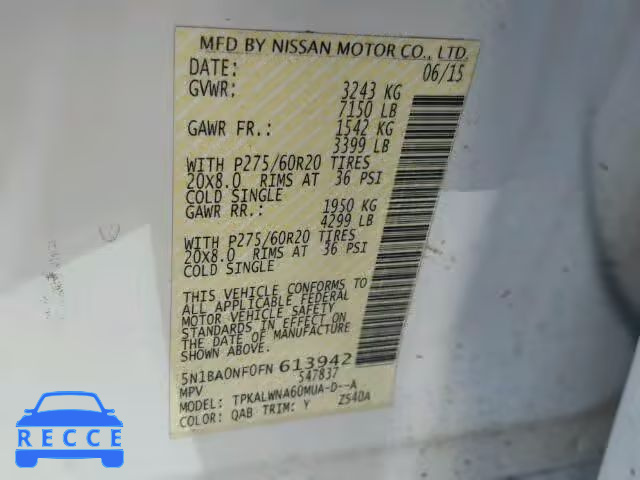 MFD BY NISSAN MOTOR CO., LTD.
DATE: 06/15
GVWR: 3243 KG
7150 LB
GAWR FR.: 1542 KG
3399 LB
WITH P275/60R20 TIRES
20X8.0 RIMS AT 36 PSI
COLD SINGLE
GAWR RR.: 1950 KG
4299 LB
WITH P275/60R20 TIRES
20X8.0 RIMS AT 36 PSI
COLD SINGLE
THIS VEHICLE CONFORMS TO
ALL APPLICABLE FEDERAL
MOTOR VEHICLE SAFETY
STANDARDS IN EFFECT ON
THE DATE OF MANUFACTURE
SHOWN ABOVE.
5N1BA0NF0FN613942
MPV 547837
MODEL: TPKALWNA60MUA-D--A
COLOR: QAB TRIM: Y ZS40A
RECCE